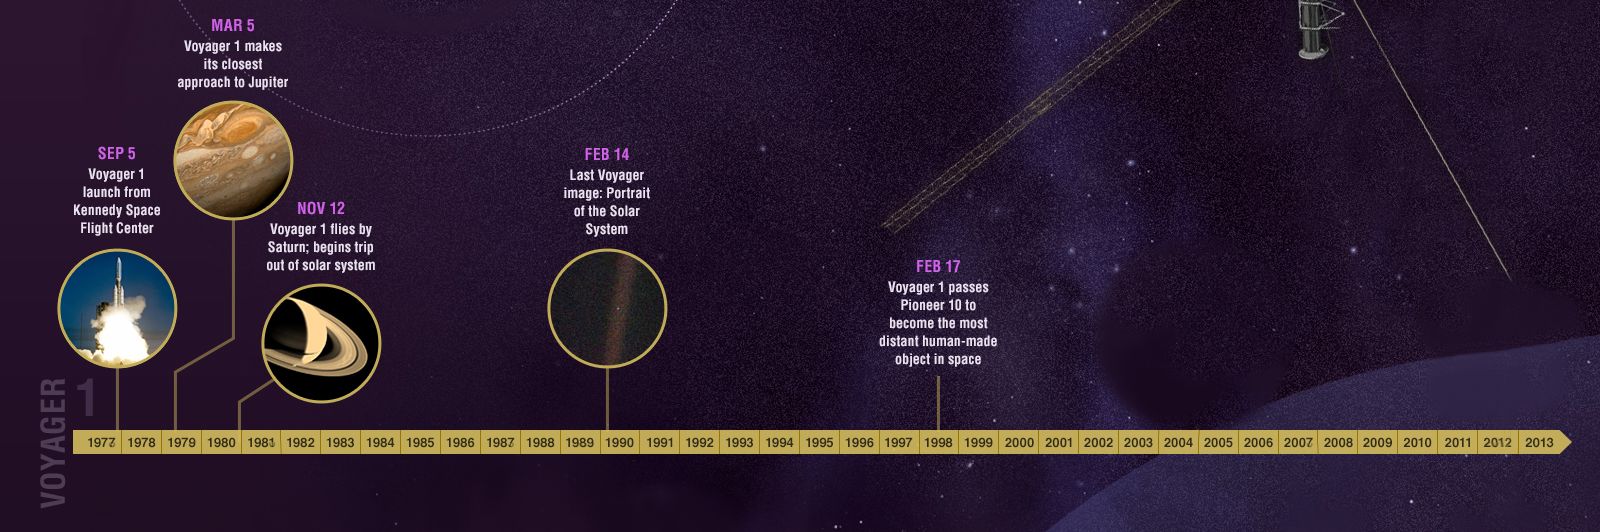 MAR 5
Voyager 1 makes
its closest
approach to Jupiter
SEP 5
Voyager 1
launch from
Kennedy Space
Flight Center
NOV 12
Voyager 1 flies by
Saturn; begins trip
out of solar system
FEB 14
Last Voyager
image: Portrait
of the Solar
System
FEB 17
Voyager 1 passes
Pioneer 10 to
become the most
distant human-made
object in space
VOYAGER 1
1977 1978 1979 1980 1981 1982 1983 1984 1985 1986 1987 1988 1989 1990 1991 1992 1993 1994 1995 1996 1997 1998 1999 2000 2001 2002 2003 2004 2005 2006 2007 2008 2009 2010 2011 2012 2013